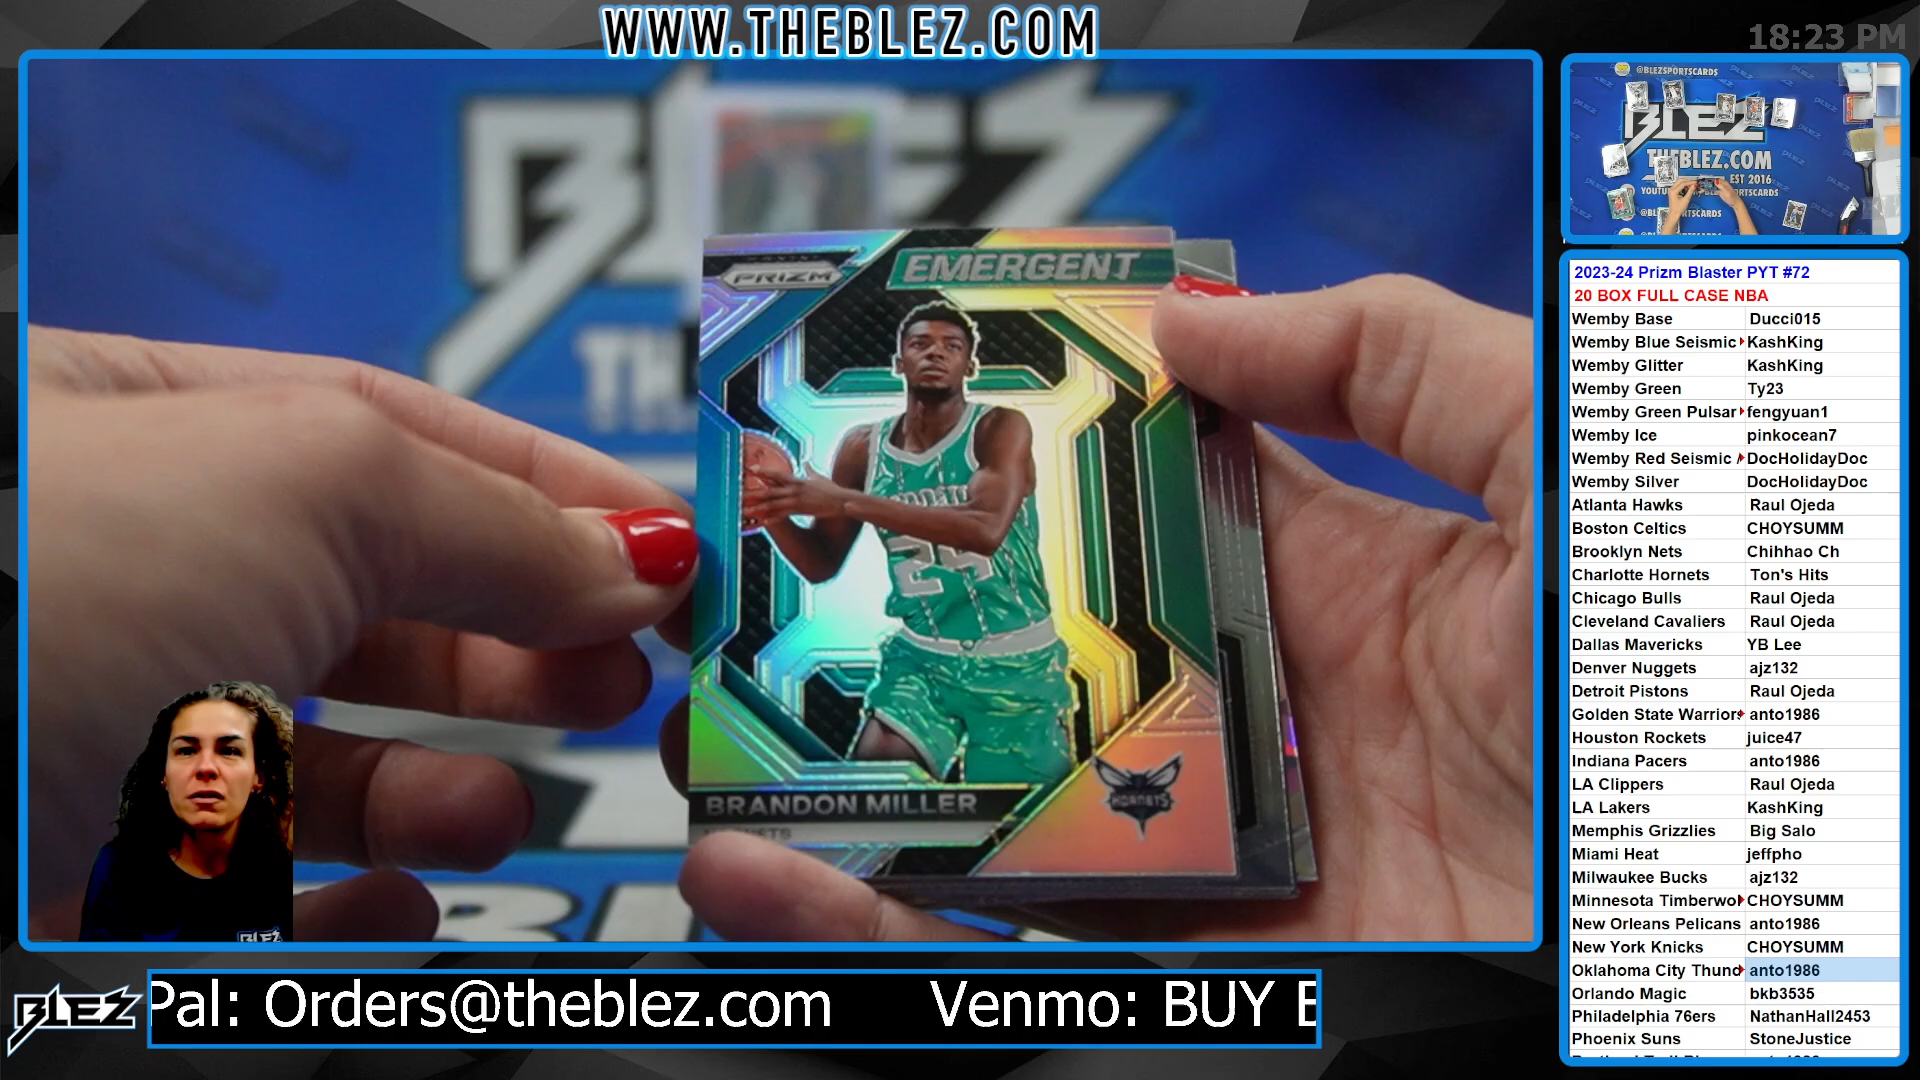 WWW.THEBLEZ.COM
18:23 PM
@BLEZSPORTSCARDS
BLEZ
THEBLEZ.COM
EST 2016
PRIZM
EMERGENT
24
BRANDON MILLER
HORNETS
BLEZ
BLEZ
Pal: Orders@theblez.com Venmo: BUY
2023-24 Prizm Blaster PYT #72
20 BOX FULL CASE NBA
Wemby Base Ducci015
Wemby Blue Seismic KashKing
Wemby Glitter KashKing
Wemby Green Ty23
Wemby Green Pulsar fengyuan1
Wemby Ice pinkocean7
Wemby Red Seismic DocHolidayDoc
Wemby Silver DocHolidayDoc
Atlanta Hawks Raul Ojeda
Boston Celtics CHOYSUMM
Brooklyn Nets Chihhao Ch
Charlotte Hornets Ton's Hits
Chicago Bulls Raul Ojeda
Cleveland Cavaliers Raul Ojeda
Dallas Mavericks YB Lee
Denver Nuggets ajz132
Detroit Pistons Raul Ojeda
Golden State Warriors anto1986
Houston Rockets juice47
Indiana Pacers anto1986
LA Clippers Raul Ojeda
LA Lakers KashKing
Memphis Grizzlies Big Salo
Miami Heat jeffpho
Milwaukee Bucks ajz132
Minnesota Timberwol CHOYSUMM
New Orleans Pelicans anto1986
New York Knicks CHOYSUMM
Oklahoma City Thund anto1986
Orlando Magic bkb3535
Philadelphia 76ers NathanHall2453
Phoenix Suns StoneJustice